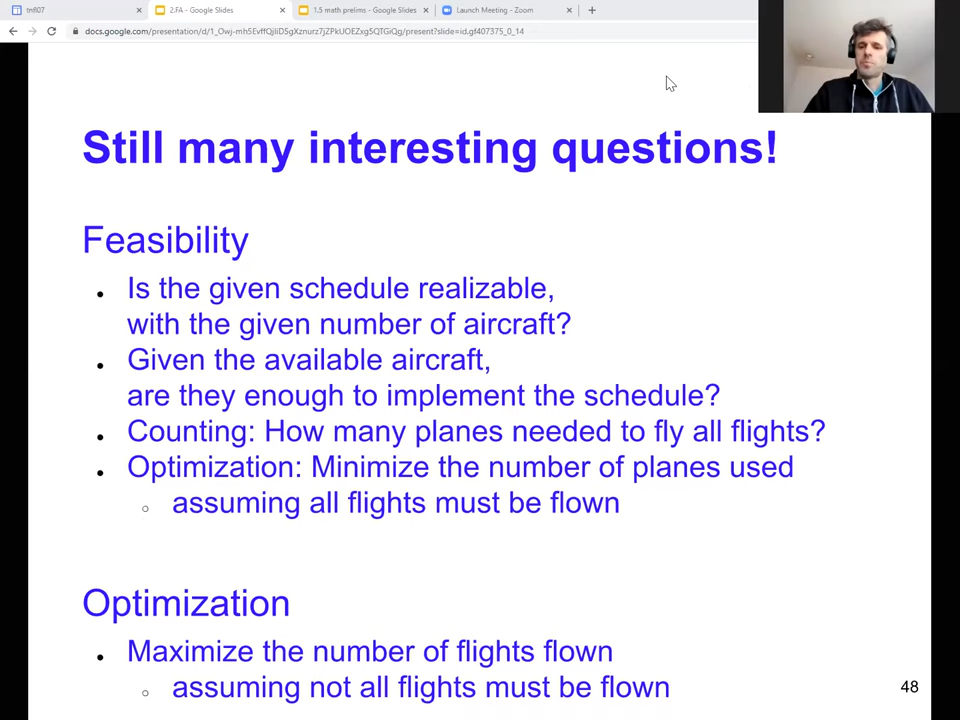 tnfl07
2.FA - Google Slides
1.5 math prelims - Google Slides
Launch Meeting - Zoom
docs.google.com/presentation/d/1_Owj-mh5EvffQjIiD5gXznurz7jZPkUOEZxg5QTGiQg/present?slide=id.gf407375_0_14
Still many interesting questions!
Feasibility
Is the given schedule realizable,
with the given number of aircraft?
Given the available aircraft,
are they enough to implement the schedule?
Counting: How many planes needed to fly all flights?
Optimization: Minimize the number of planes used
assuming all flights must be flown
Optimization
Maximize the number of flights flown
assuming not all flights must be flown
48